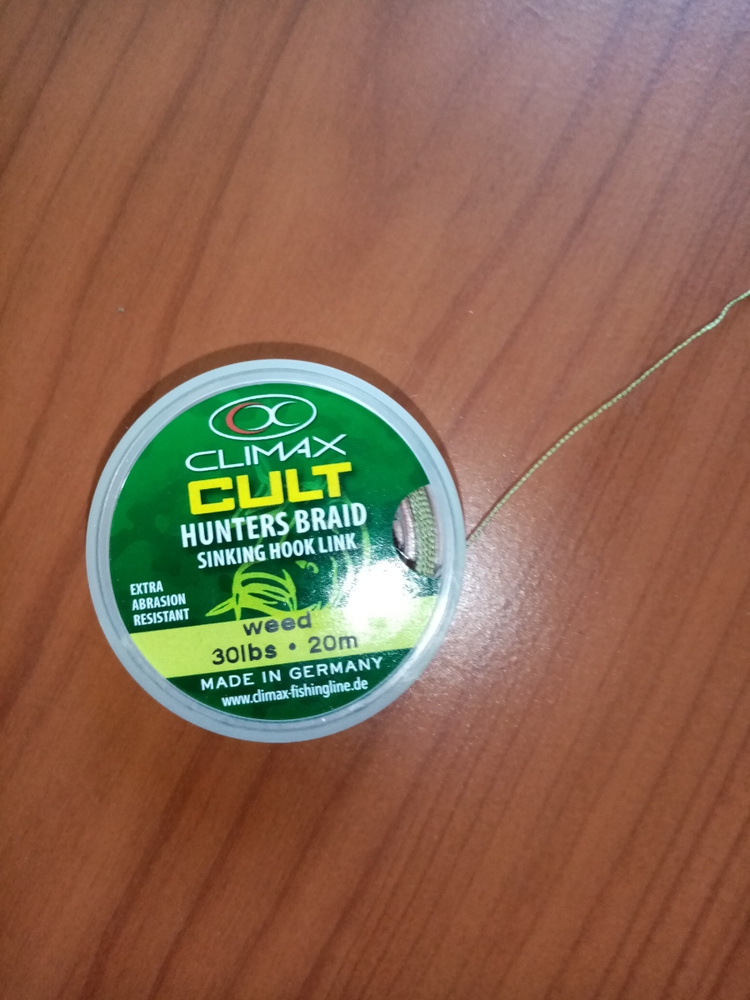 CLIMAX
CULT
HUNTERS BRAID
SINKING HOOK LINK
EXTRA
ABRASION
RESISTANT
weed
30lbs • 20m
MADE IN GERMANY
www.climax-fishingline.de